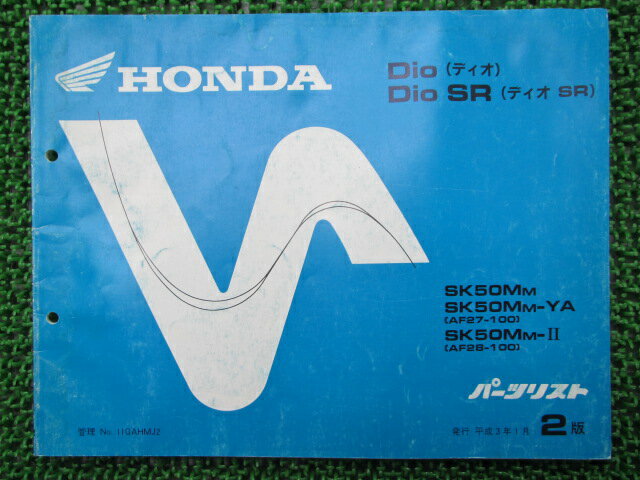 HONDA
Dio (ディオ)
Dio SR (ディオ SR)
SK50MM
SK50MM-YA
(AF27-100)
SK50MM-II
(AF28-100)
パーツリスト
管理 No. 11GAHMJ2
発行 平成3年1月 2版